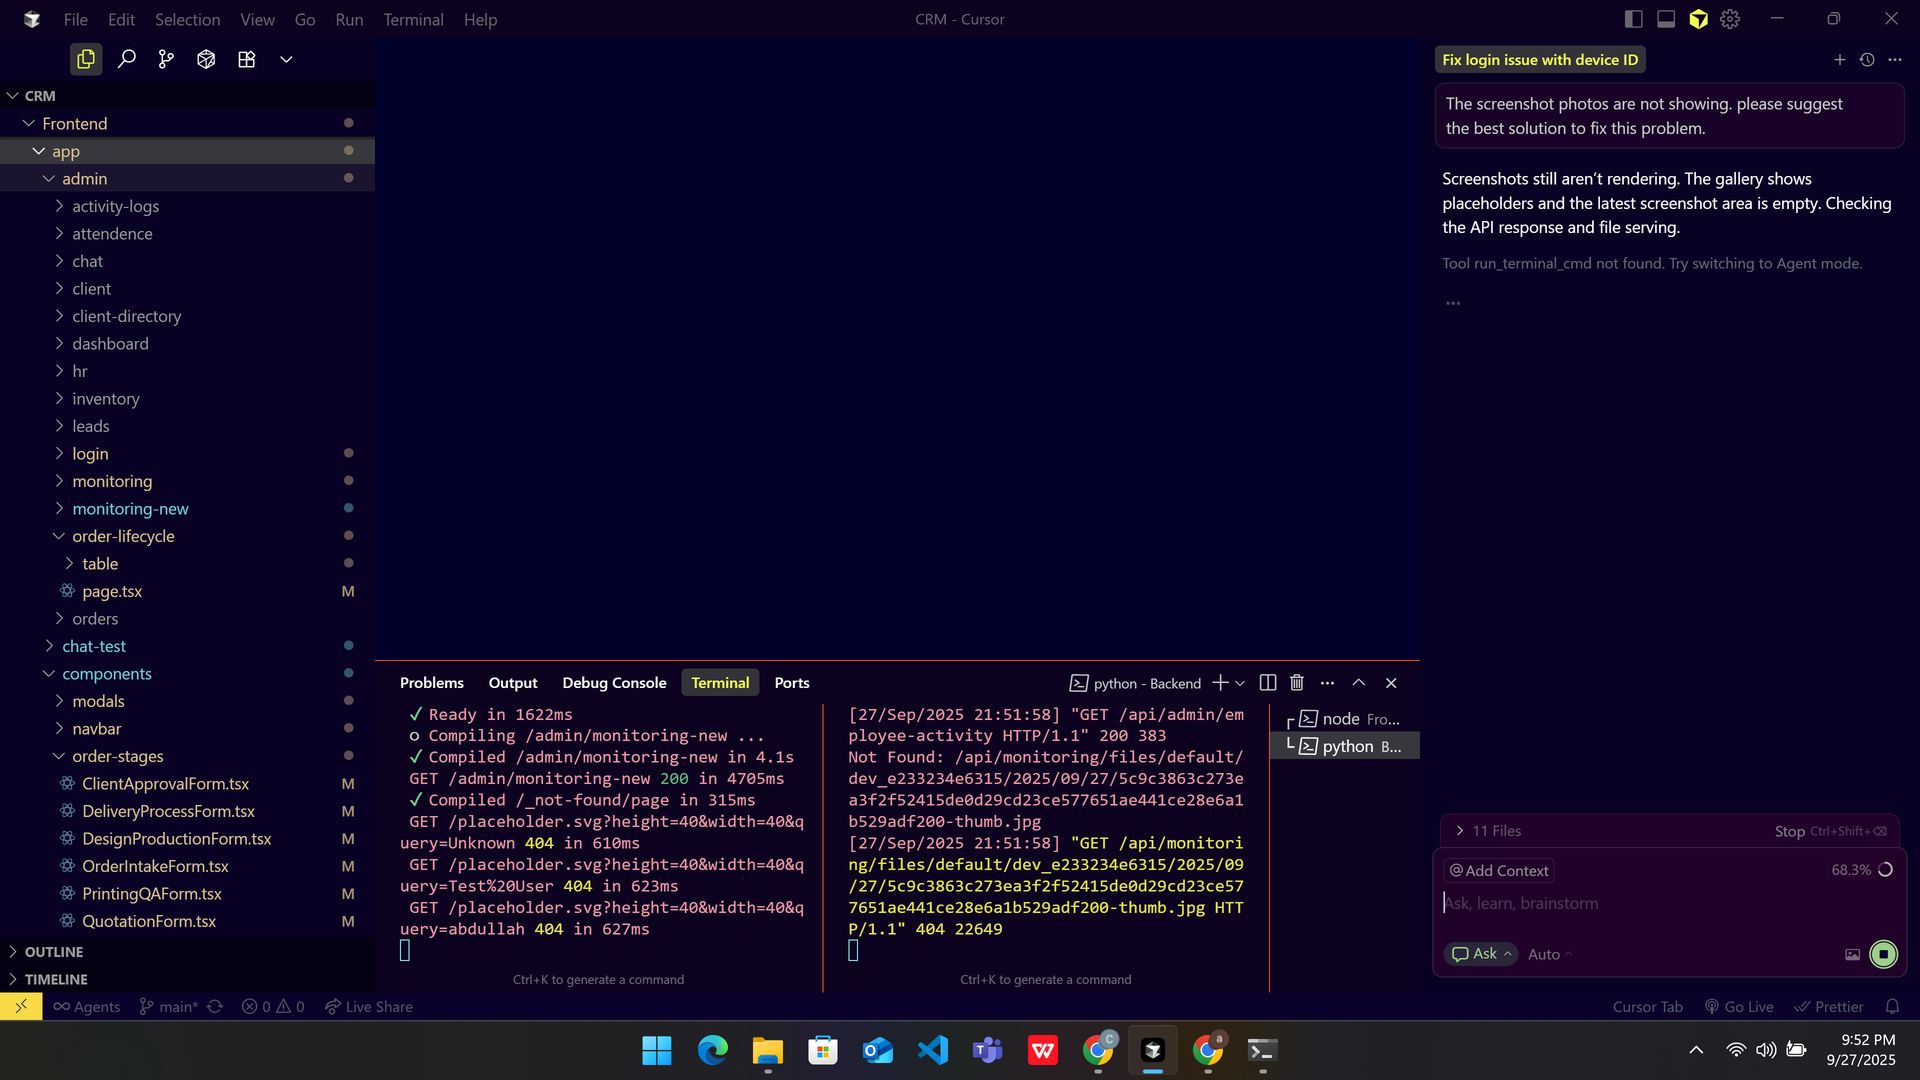 File Edit Selection View Go Run Terminal Help
CRM - Cursor
CRM
Frontend
app
admin
activity-logs
attendence
chat
client
client-directory
dashboard
hr
inventory
leads
login
monitoring
monitoring-new
order-lifecycle
table
page.tsx M
orders
chat-test
components
modals
navbar
order-stages
ClientApprovalForm.tsx M
DeliveryProcessForm.tsx M
DesignProductionForm.tsx M
OrderIntakeForm.tsx M
PrintingQAForm.tsx M
QuotationForm.tsx M
OUTLINE
TIMELINE
Problems Output Debug Console Terminal Ports
python - Backend
✓ Ready in 1622ms
○ Compiling /admin/monitoring-new ...
✓ Compiled /admin/monitoring-new in 4.1s
GET /admin/monitoring-new 200 in 4705ms
✓ Compiled /_not-found/page in 315ms
GET /placeholder.svg?height=40&width=40&q
uery=Unknown 404 in 610ms
GET /placeholder.svg?height=40&width=40&q
uery=Test%20User 404 in 623ms
GET /placeholder.svg?height=40&width=40&q
uery=abdullah 404 in 627ms
Ctrl+K to generate a command
[27/Sep/2025 21:51:58] "GET /api/admin/em
ployee-activity HTTP/1.1" 200 383
Not Found: /api/monitoring/files/default/
dev_e233234e6315/2025/09/27/5c9c3863c273e
a3f2f52415de0d29cd23ce577651ae441ce28e6a1
b529adf200-thumb.jpg
[27/Sep/2025 21:51:58] "GET /api/monitori
ng/files/default/dev_e233234e6315/2025/09
/27/5c9c3863c273ea3f2f52415de0d29cd23ce57
7651ae441ce28e6a1b529adf200-thumb.jpg HTT
P/1.1" 404 22649
Ctrl+K to generate a command
node Fro...
python B...
Fix login issue with device ID
The screenshot photos are not showing. please suggest
the best solution to fix this problem.
Screenshots still aren't rendering. The gallery shows
placeholders and the latest screenshot area is empty. Checking
the API response and file serving.
Tool run_terminal_cmd not found. Try switching to Agent mode.
...
11 Files Stop Ctrl+Shift+⌫
@ Add Context 68.3%
Ask, learn, brainstorm
Ask Auto
Agents main* 0 0 Live Share
Cursor Tab Go Live Prettier
9:52 PM
9/27/2025